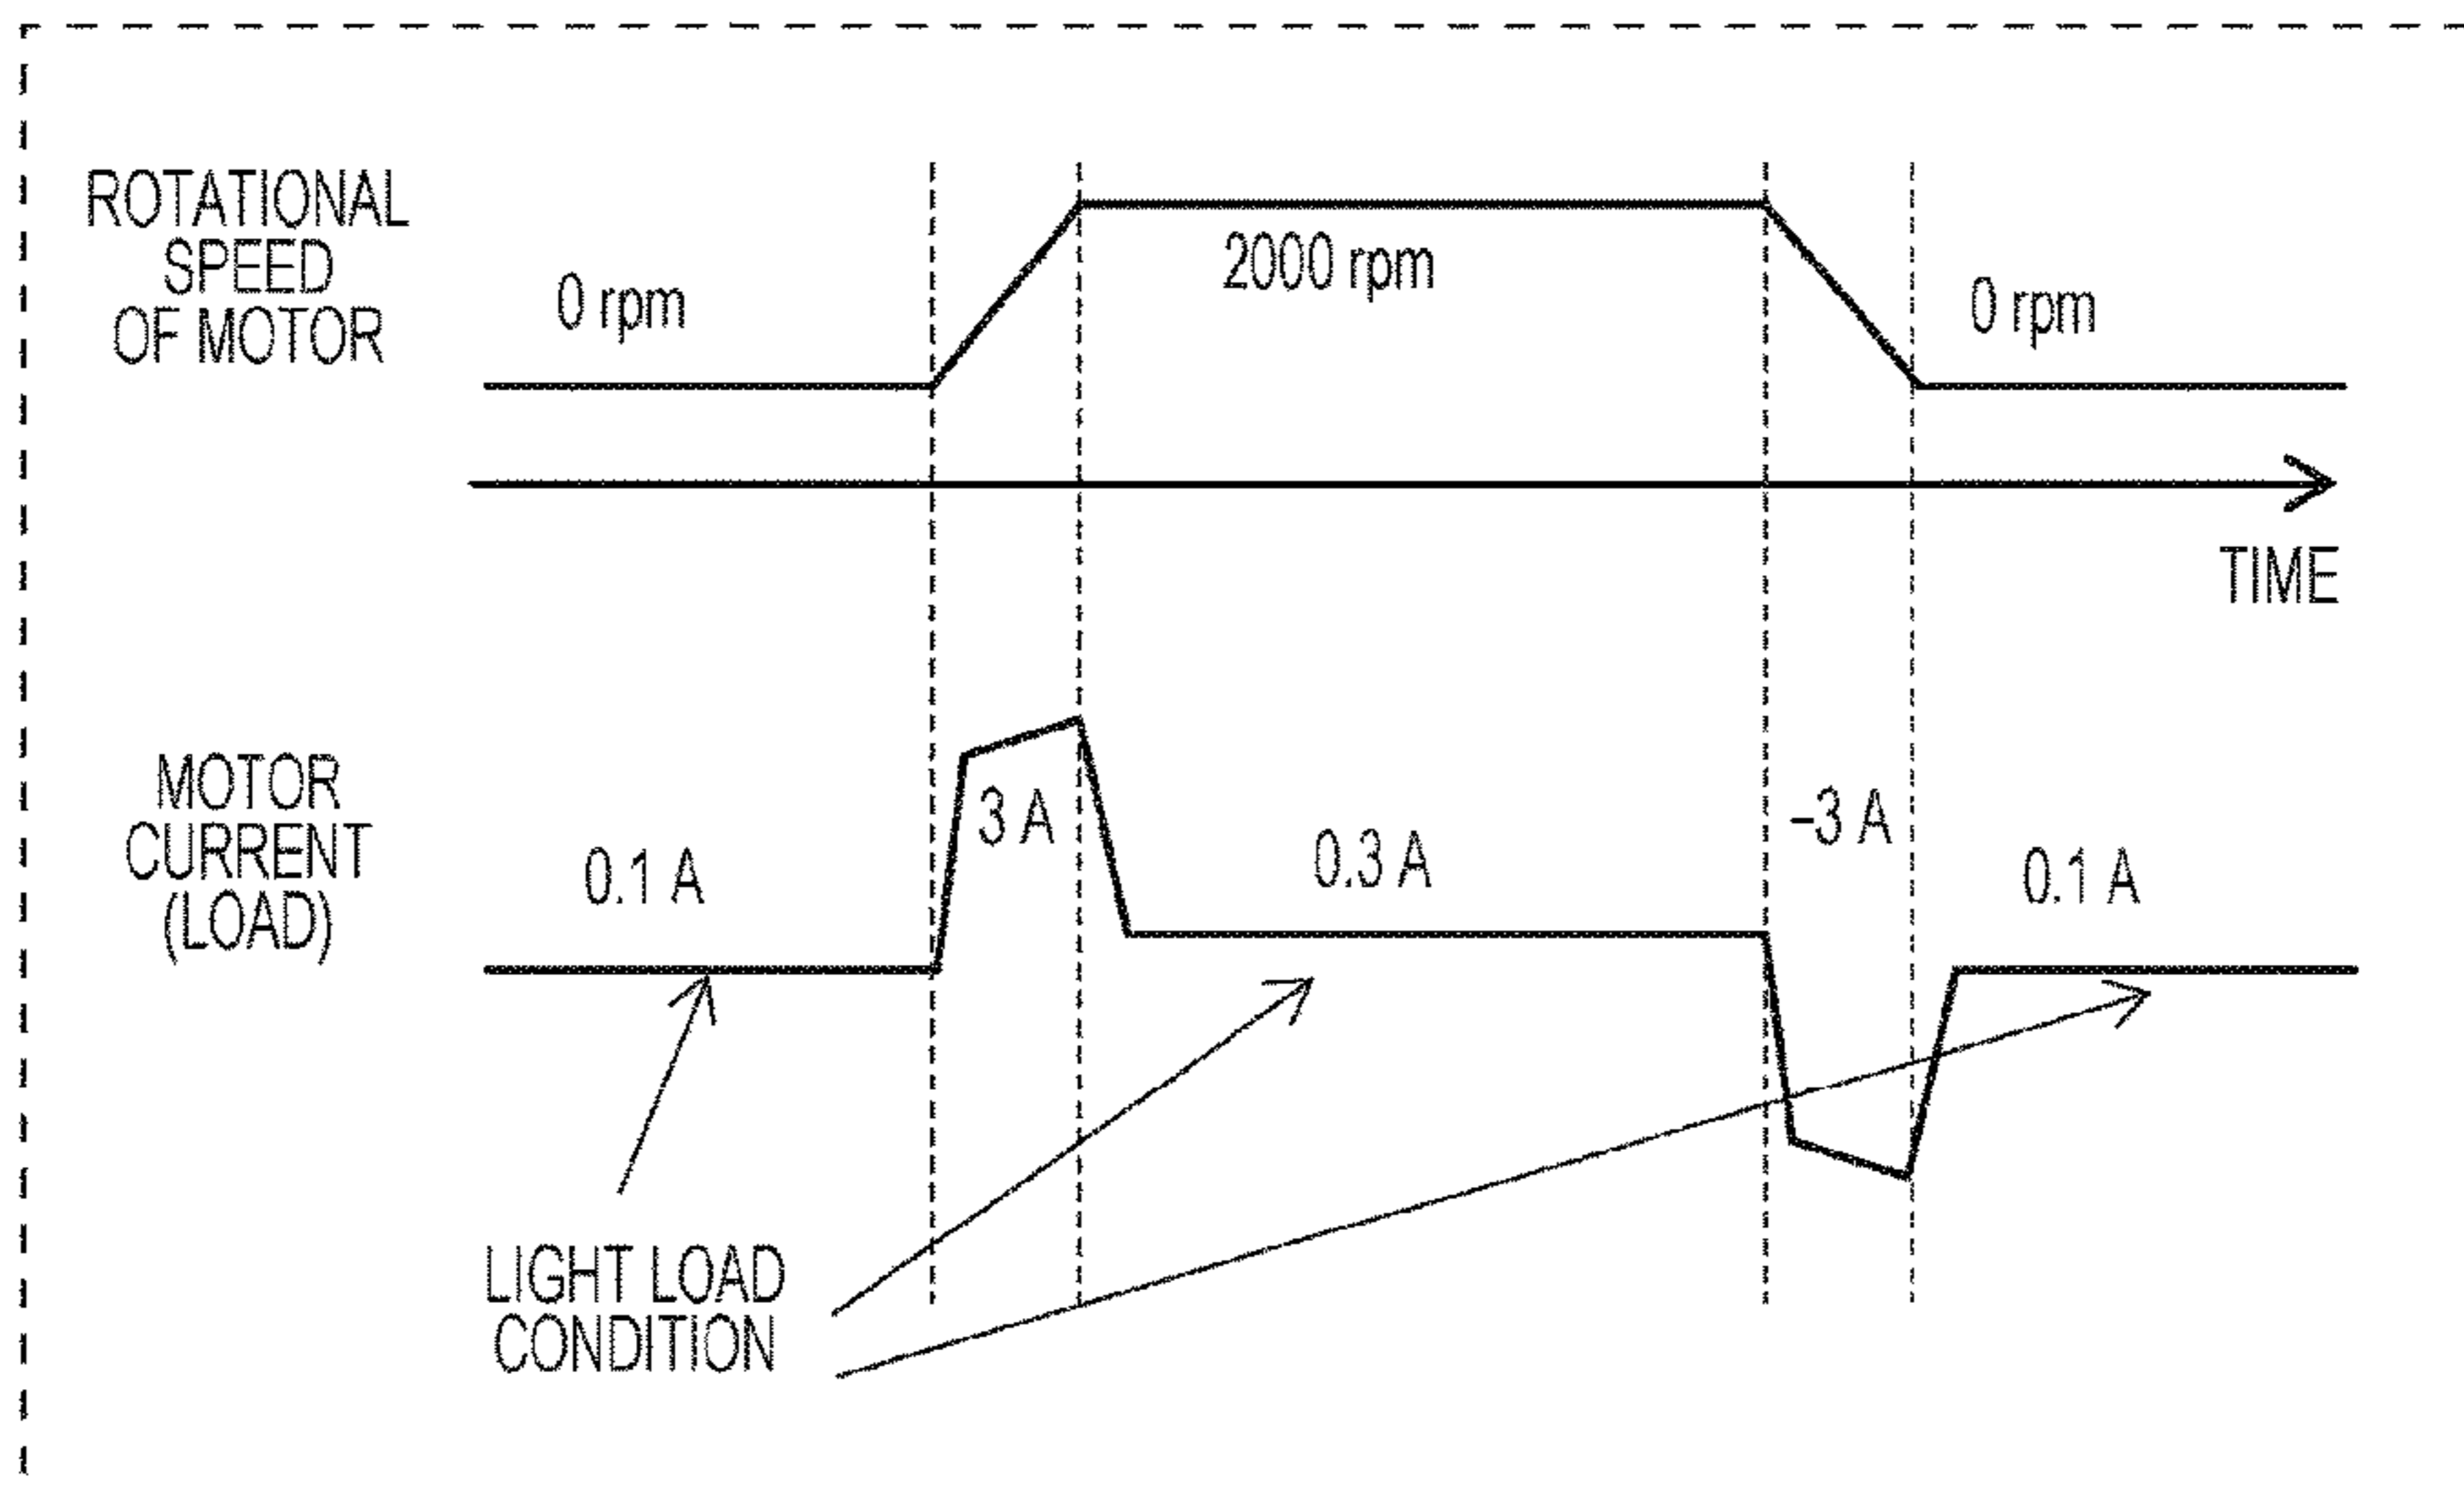 ROTATIONAL
SPEED
OF MOTOR
0 rpm
2000 rpm
0 rpm
TIME
MOTOR
CURRENT
(LOAD)
0.1 A
3 A
0.3 A
−3 A
0.1 A
LIGHT LOAD
CONDITION